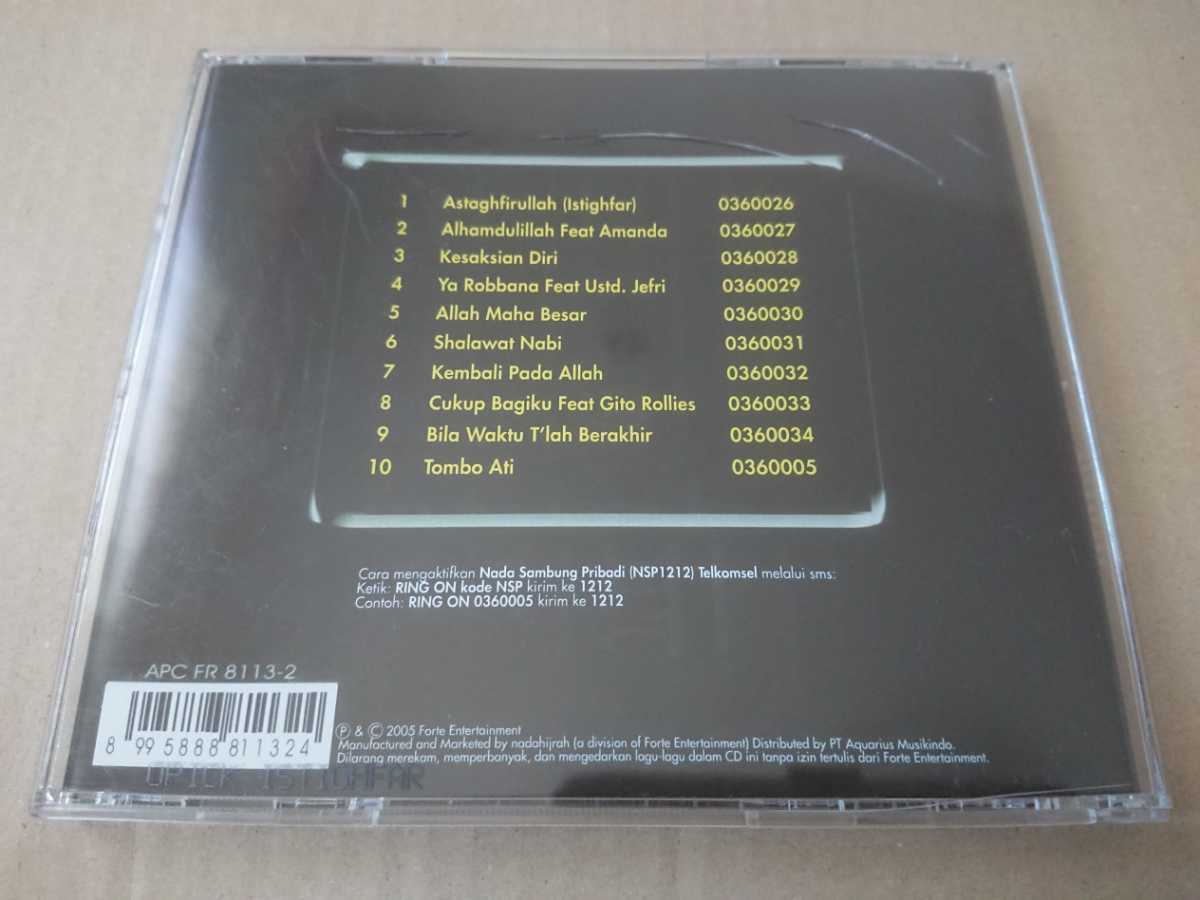 1 Astaghfirullah (Istighfar) 0360026
2 Alhamdulillah Feat Amanda 0360027
3 Kesaksian Diri 0360028
4 Ya Robbana Feat Ustd. Jefri 0360029
5 Allah Maha Besar 0360030
6 Shalawat Nabi 0360031
7 Kembali Pada Allah 0360032
8 Cukup Bagiku Feat Gito Rollies 0360033
9 Bila Waktu T'lah Berakhir 0360034
10 Tombo Ati 0360005
Cara mengaktifkan Nada Sambung Pribadi (NSP1212) Telkomsel melalui sms:
Ketik: RING ON kode NSP kirim ke 1212
Contoh: RING ON 0360005 kirim ke 1212
APC FR 8113-2
8 995888 811324
℗ & © 2005 Forte Entertainment
Manufactured and Marketed by nadahijrah (a division of Forte Entertainment) Distributed by PT Aquarius Musikindo.
Dilarang merekam, memperbanyak, dan mengedarkan lagu-lagu dalam CD ini tanpa izin tertulis dari Forte Entertainment.
OPICK ISTIGHFAR